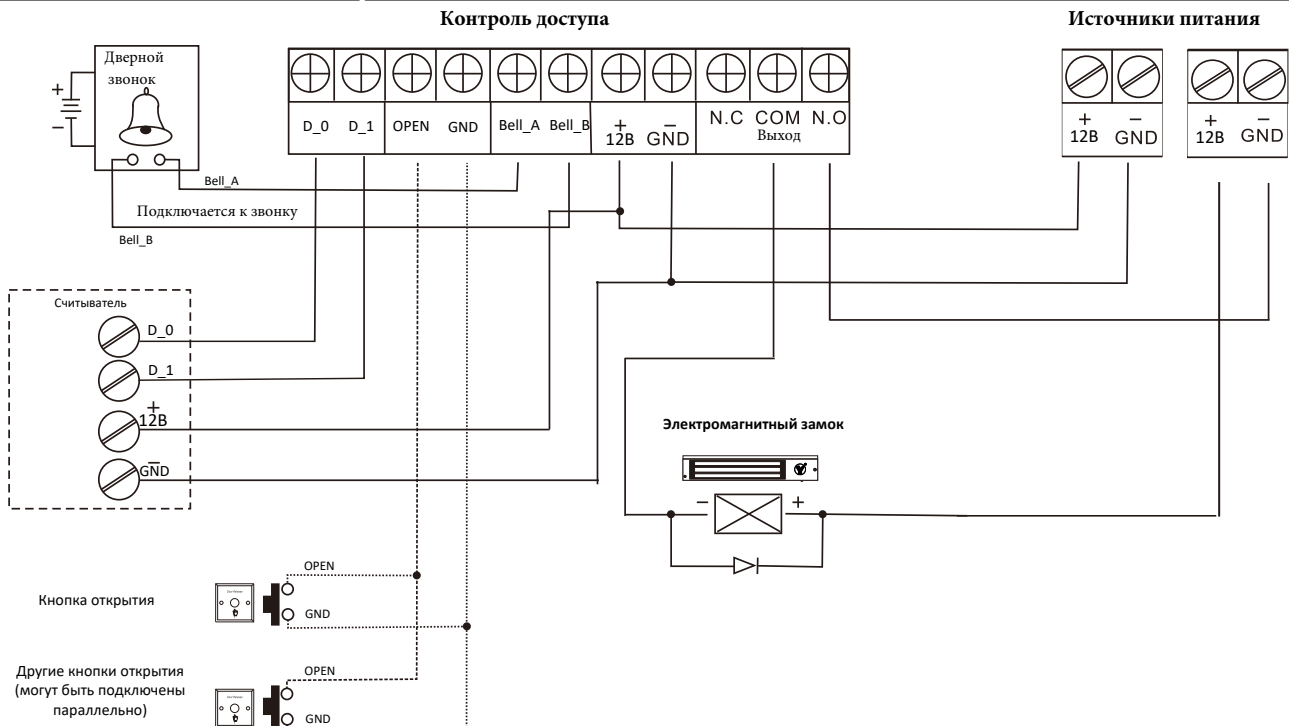 Контроль доступа
Источники питания
Дверной
звонок
+
−
D_0 D_1 OPEN GND Bell_A Bell_B + 12В − GND N.C COM N.O
Выход
+ 12В − GND
+ 12В − GND
Bell_A
Подключается к звонку
Bell_B
Считыватель
D_0
D_1
+
12В
−
GND
Электромагнитный замок
− +
OPEN
Кнопка открытия
GND
OPEN
Другие кнопки открытия
(могут быть подключены
параллельно)
GND